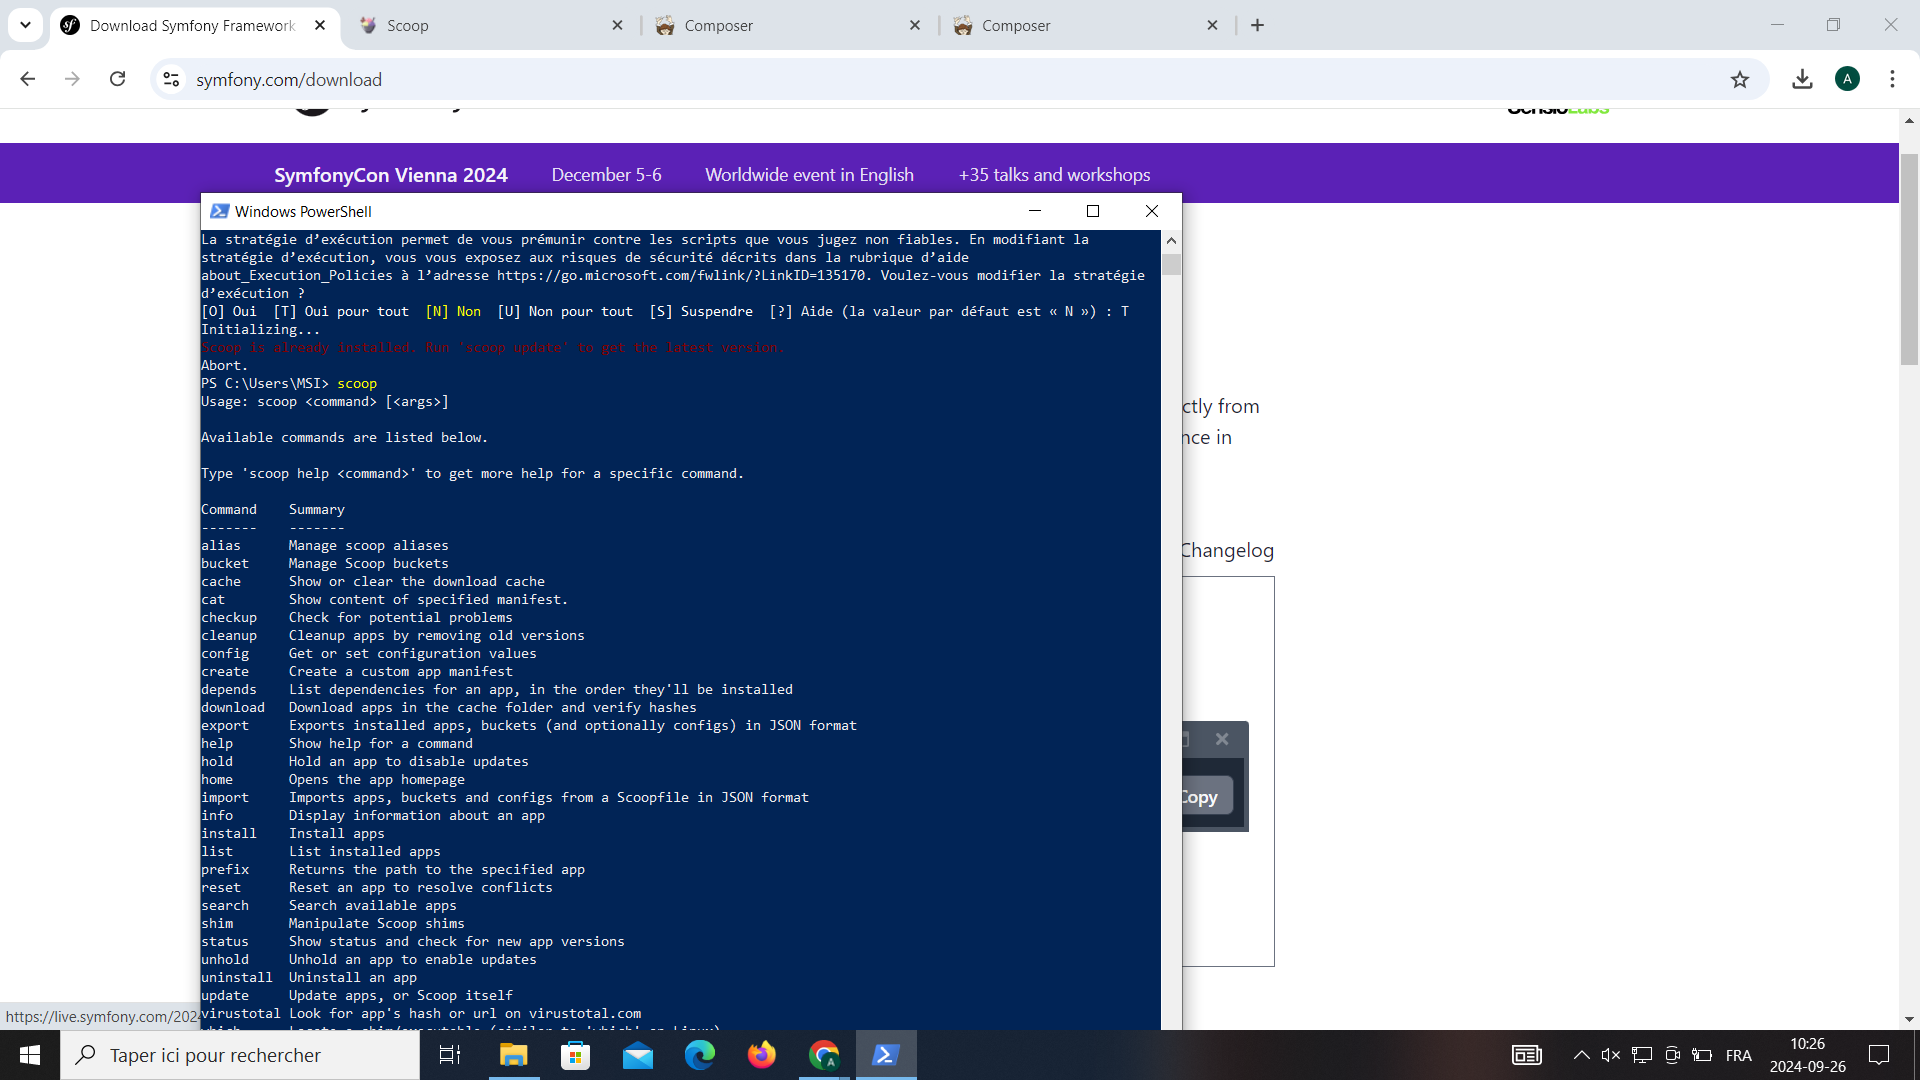 Download Symfony Framework
Scoop
Composer
Composer
symfony.com/download
A
SymfonyCon Vienna 2024 December 5-6 Worldwide event in English +35 talks and workshops
Windows PowerShell
La stratégie d’exécution permet de vous prémunir contre les scripts que vous jugez non fiables. En modifiant la
stratégie d’exécution, vous vous exposez aux risques de sécurité décrits dans la rubrique d’aide
about_Execution_Policies à l’adresse https://go.microsoft.com/fwlink/?LinkID=135170. Voulez-vous modifier la stratégie
d’exécution ?
[O] Oui [T] Oui pour tout [N] Non [U] Non pour tout [S] Suspendre [?] Aide (la valeur par défaut est « N ») : T
Initializing...
Scoop is already installed. Run 'scoop update' to get the latest version.
Abort.
PS C:\Users\MSI> scoop
Usage: scoop <command> [<args>]
Available commands are listed below.
Type 'scoop help <command>' to get more help for a specific command.
Command Summary
------- -------
alias Manage scoop aliases
bucket Manage Scoop buckets
cache Show or clear the download cache
cat Show content of specified manifest.
checkup Check for potential problems
cleanup Cleanup apps by removing old versions
config Get or set configuration values
create Create a custom app manifest
depends List dependencies for an app, in the order they'll be installed
download Download apps in the cache folder and verify hashes
export Exports installed apps, buckets (and optionally configs) in JSON format
help Show help for a command
hold Hold an app to disable updates
home Opens the app homepage
import Imports apps, buckets and configs from a Scoopfile in JSON format
info Display information about an app
install Install apps
list List installed apps
prefix Returns the path to the specified app
reset Reset an app to resolve conflicts
search Search available apps
shim Manipulate Scoop shims
status Show status and check for new app versions
unhold Unhold an app to enable updates
uninstall Uninstall an app
update Update apps, or Scoop itself
virustotal Look for app's hash or url on virustotal.com
which Locate a shim/executable (similar to 'which' on Linux)
ctly from
nce in
Changelog
Copy
https://live.symfony.com/202
Taper ici pour rechercher
FRA
10:26
2024-09-26